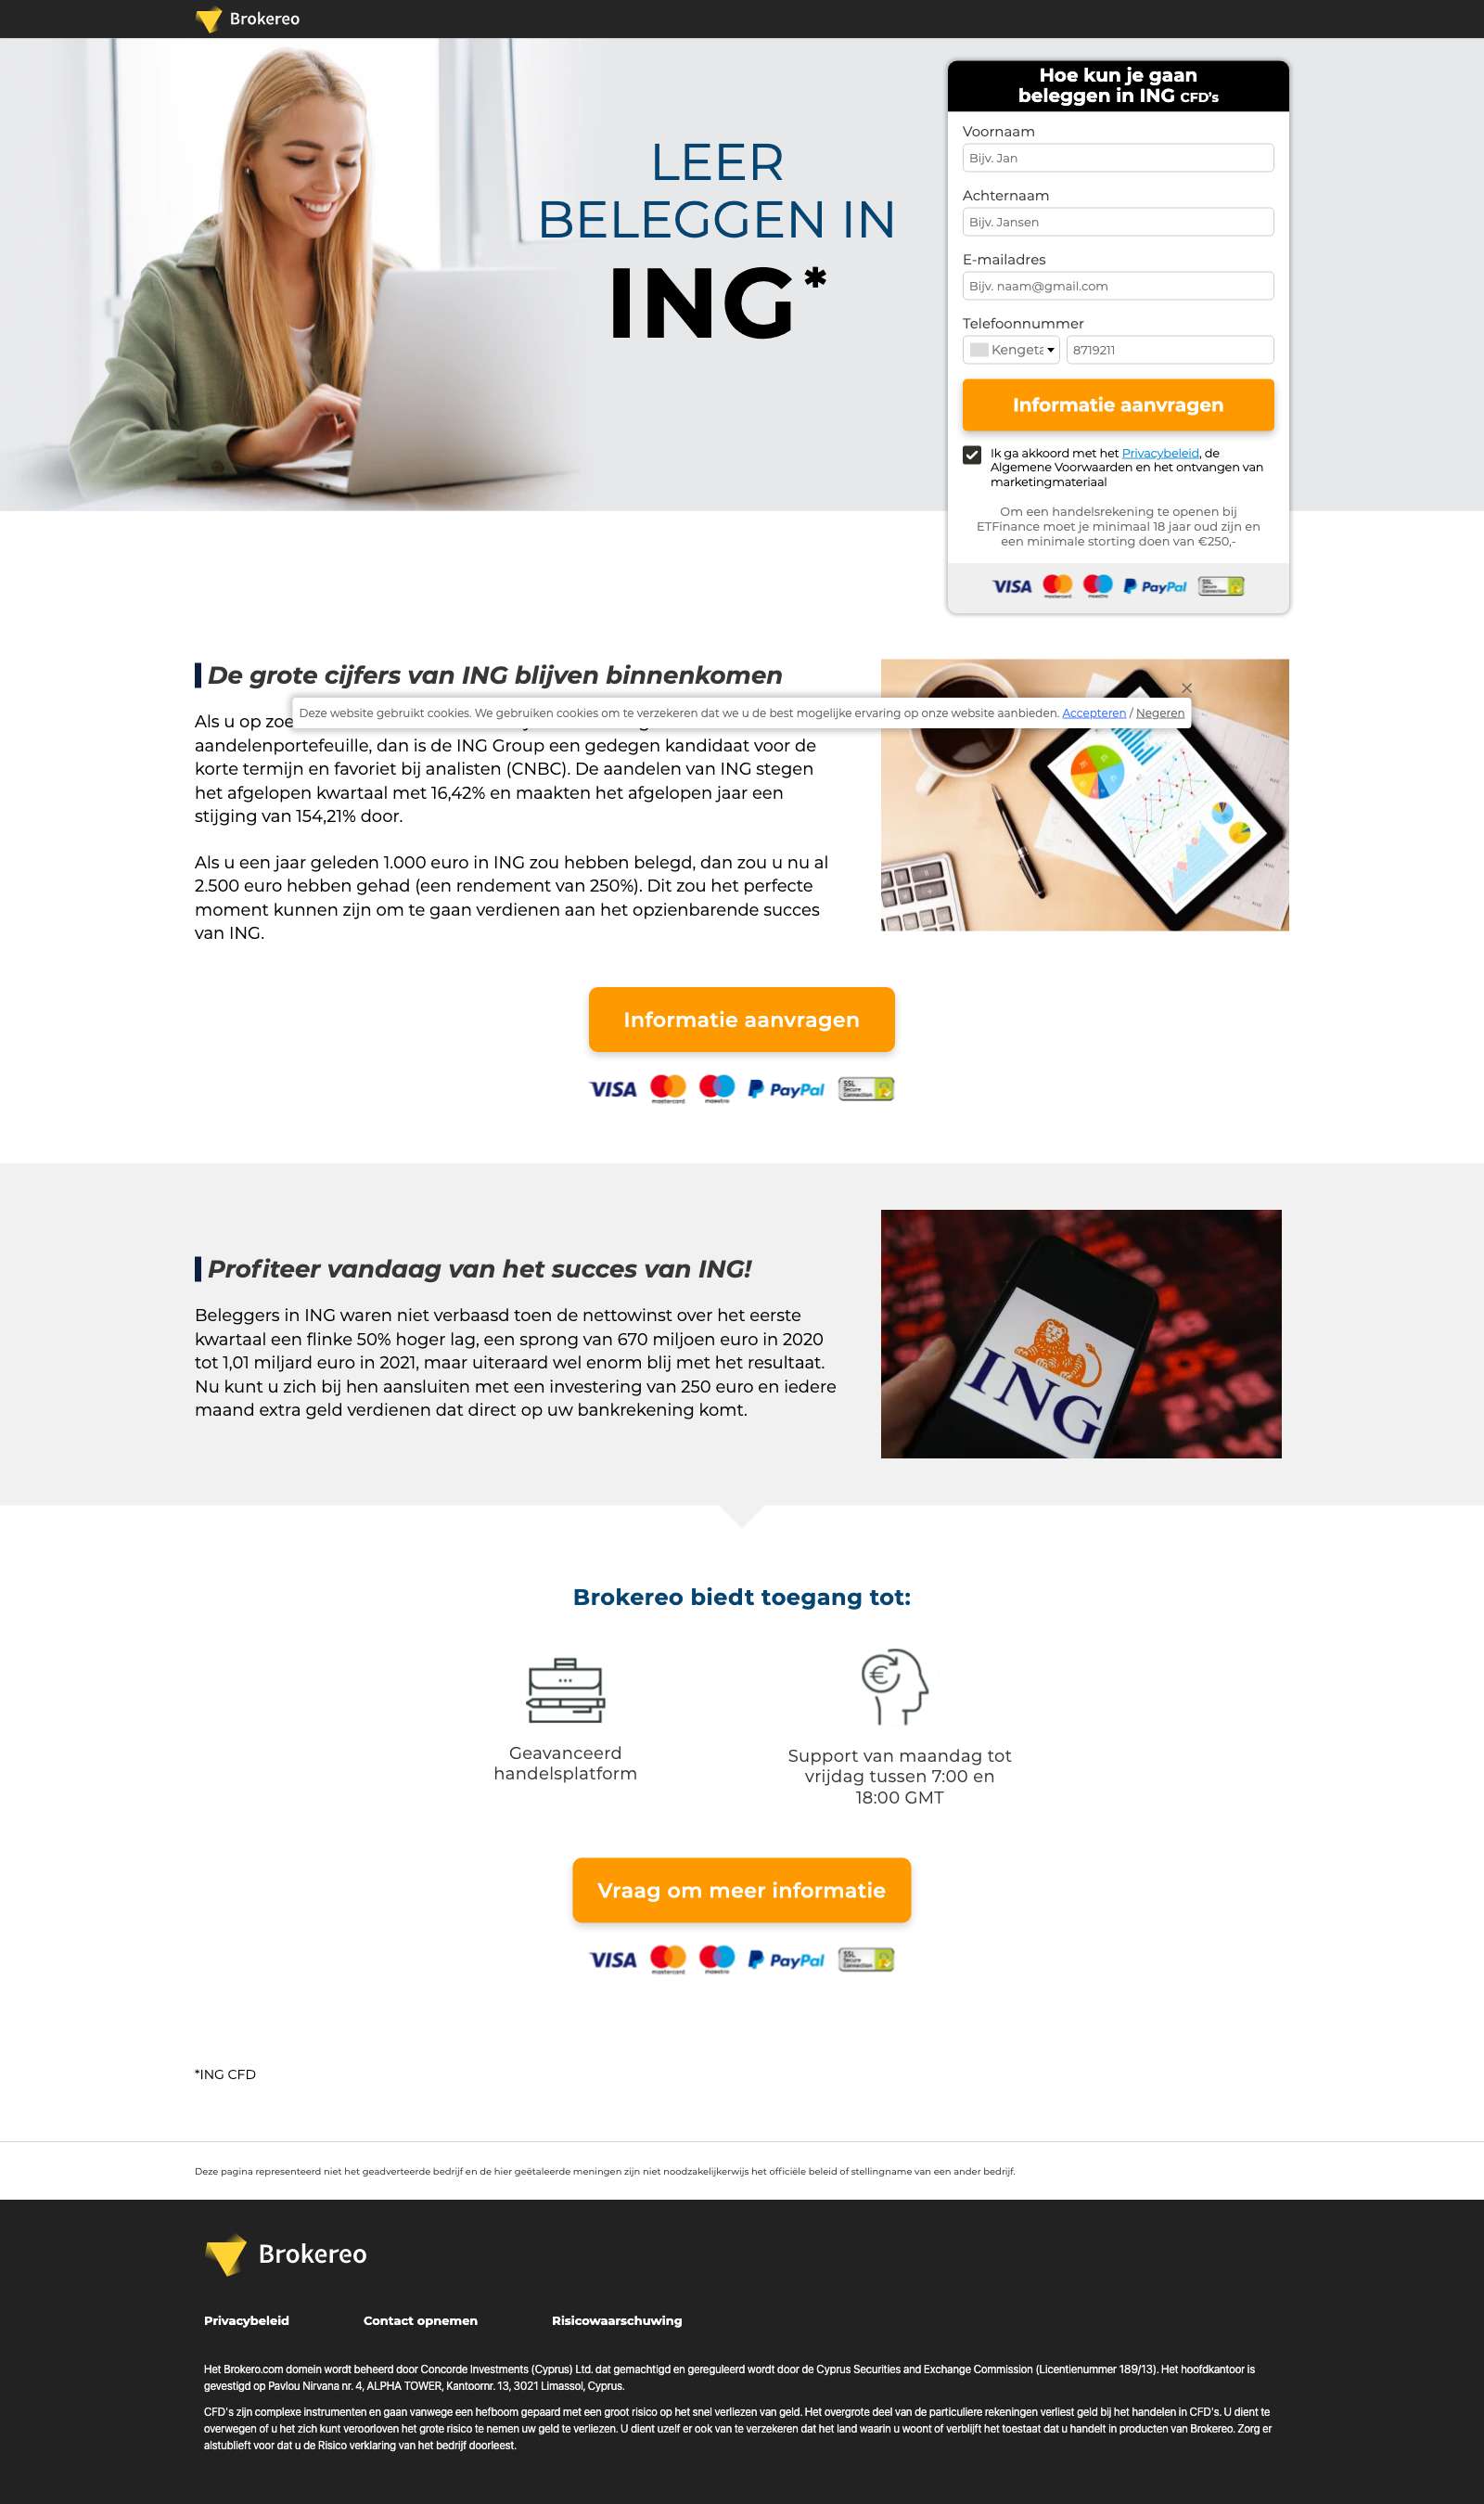 Brokereo
LEER
BELEGGEN IN
ING*
Hoe kun je gaan
beleggen in ING CFD's
Voornaam
Bijv. Jan
Achternaam
Bijv. Jansen
E-mailadres
Bijv. naam@gmail.com
Telefoonnummer
Kengeta 8719211
Informatie aanvragen
Ik ga akkoord met het Privacybeleid, de
Algemene Voorwaarden en het ontvangen van
marketingmateriaal
Om een handelsrekening te openen bij
ETFinance moet je minimaal 18 jaar oud zijn en
een minimale storting doen van €250,-
VISA mastercard maestro PayPal SSL Secure Connection
De grote cijfers van ING blijven binnenkomen
Als u op zoe
Deze website gebruikt cookies. We gebruiken cookies om te verzekeren dat we u de best mogelijke ervaring op onze website aanbieden. Accepteren / Negeren
aandelenportefeuille, dan is de ING Group een gedegen kandidaat voor de
korte termijn en favoriet bij analisten (CNBC). De aandelen van ING stegen
het afgelopen kwartaal met 16,42% en maakten het afgelopen jaar een
stijging van 154,21% door.
Als u een jaar geleden 1.000 euro in ING zou hebben belegd, dan zou u nu al
2.500 euro hebben gehad (een rendement van 250%). Dit zou het perfecte
moment kunnen zijn om te gaan verdienen aan het opzienbarende succes
van ING.
Informatie aanvragen
VISA mastercard maestro PayPal SSL Secure Connection
Profiteer vandaag van het succes van ING!
Beleggers in ING waren niet verbaasd toen de nettowinst over het eerste
kwartaal een flinke 50% hoger lag, een sprong van 670 miljoen euro in 2020
tot 1,01 miljard euro in 2021, maar uiteraard wel enorm blij met het resultaat.
Nu kunt u zich bij hen aansluiten met een investering van 250 euro en iedere
maand extra geld verdienen dat direct op uw bankrekening komt.
ING
Brokereo biedt toegang tot:
Geavanceerd
handelsplatform
Support van maandag tot
vrijdag tussen 7:00 en
18:00 GMT
Vraag om meer informatie
VISA mastercard maestro PayPal SSL Secure Connection
*ING CFD
Deze pagina representeerd niet het geadverteerde bedrijf en de hier geëtaleerde meningen zijn niet noodzakelijkerwijs het officiële beleid of stellingname van een ander bedrijf.
Brokereo
Privacybeleid Contact opnemen Risicowaarschuwing
Het Brokero.com domein wordt beheerd door Concorde Investments (Cyprus) Ltd. dat gemachtigd en gereguleerd wordt door de Cyprus Securities and Exchange Commission (Licentienummer 189/13). Het hoofdkantoor is
gevestigd op Pavlou Nirvana nr. 4, ALPHA TOWER, Kantoornr. 13, 3021 Limassol, Cyprus.
CFD's zijn complexe instrumenten en gaan vanwege een hefboom gepaard met een groot risico op het snel verliezen van geld. Het overgrote deel van de particuliere rekeningen verliest geld bij het handelen in CFD's. U dient te
overwegen of u het zich kunt veroorloven het grote risico te nemen uw geld te verliezen. U dient uzelf er ook van te verzekeren dat het land waarin u woont of verblijft het toestaat dat u handelt in producten van Brokereo. Zorg er
alstublieft voor dat u de Risico verklaring van het bedrijf doorleest.